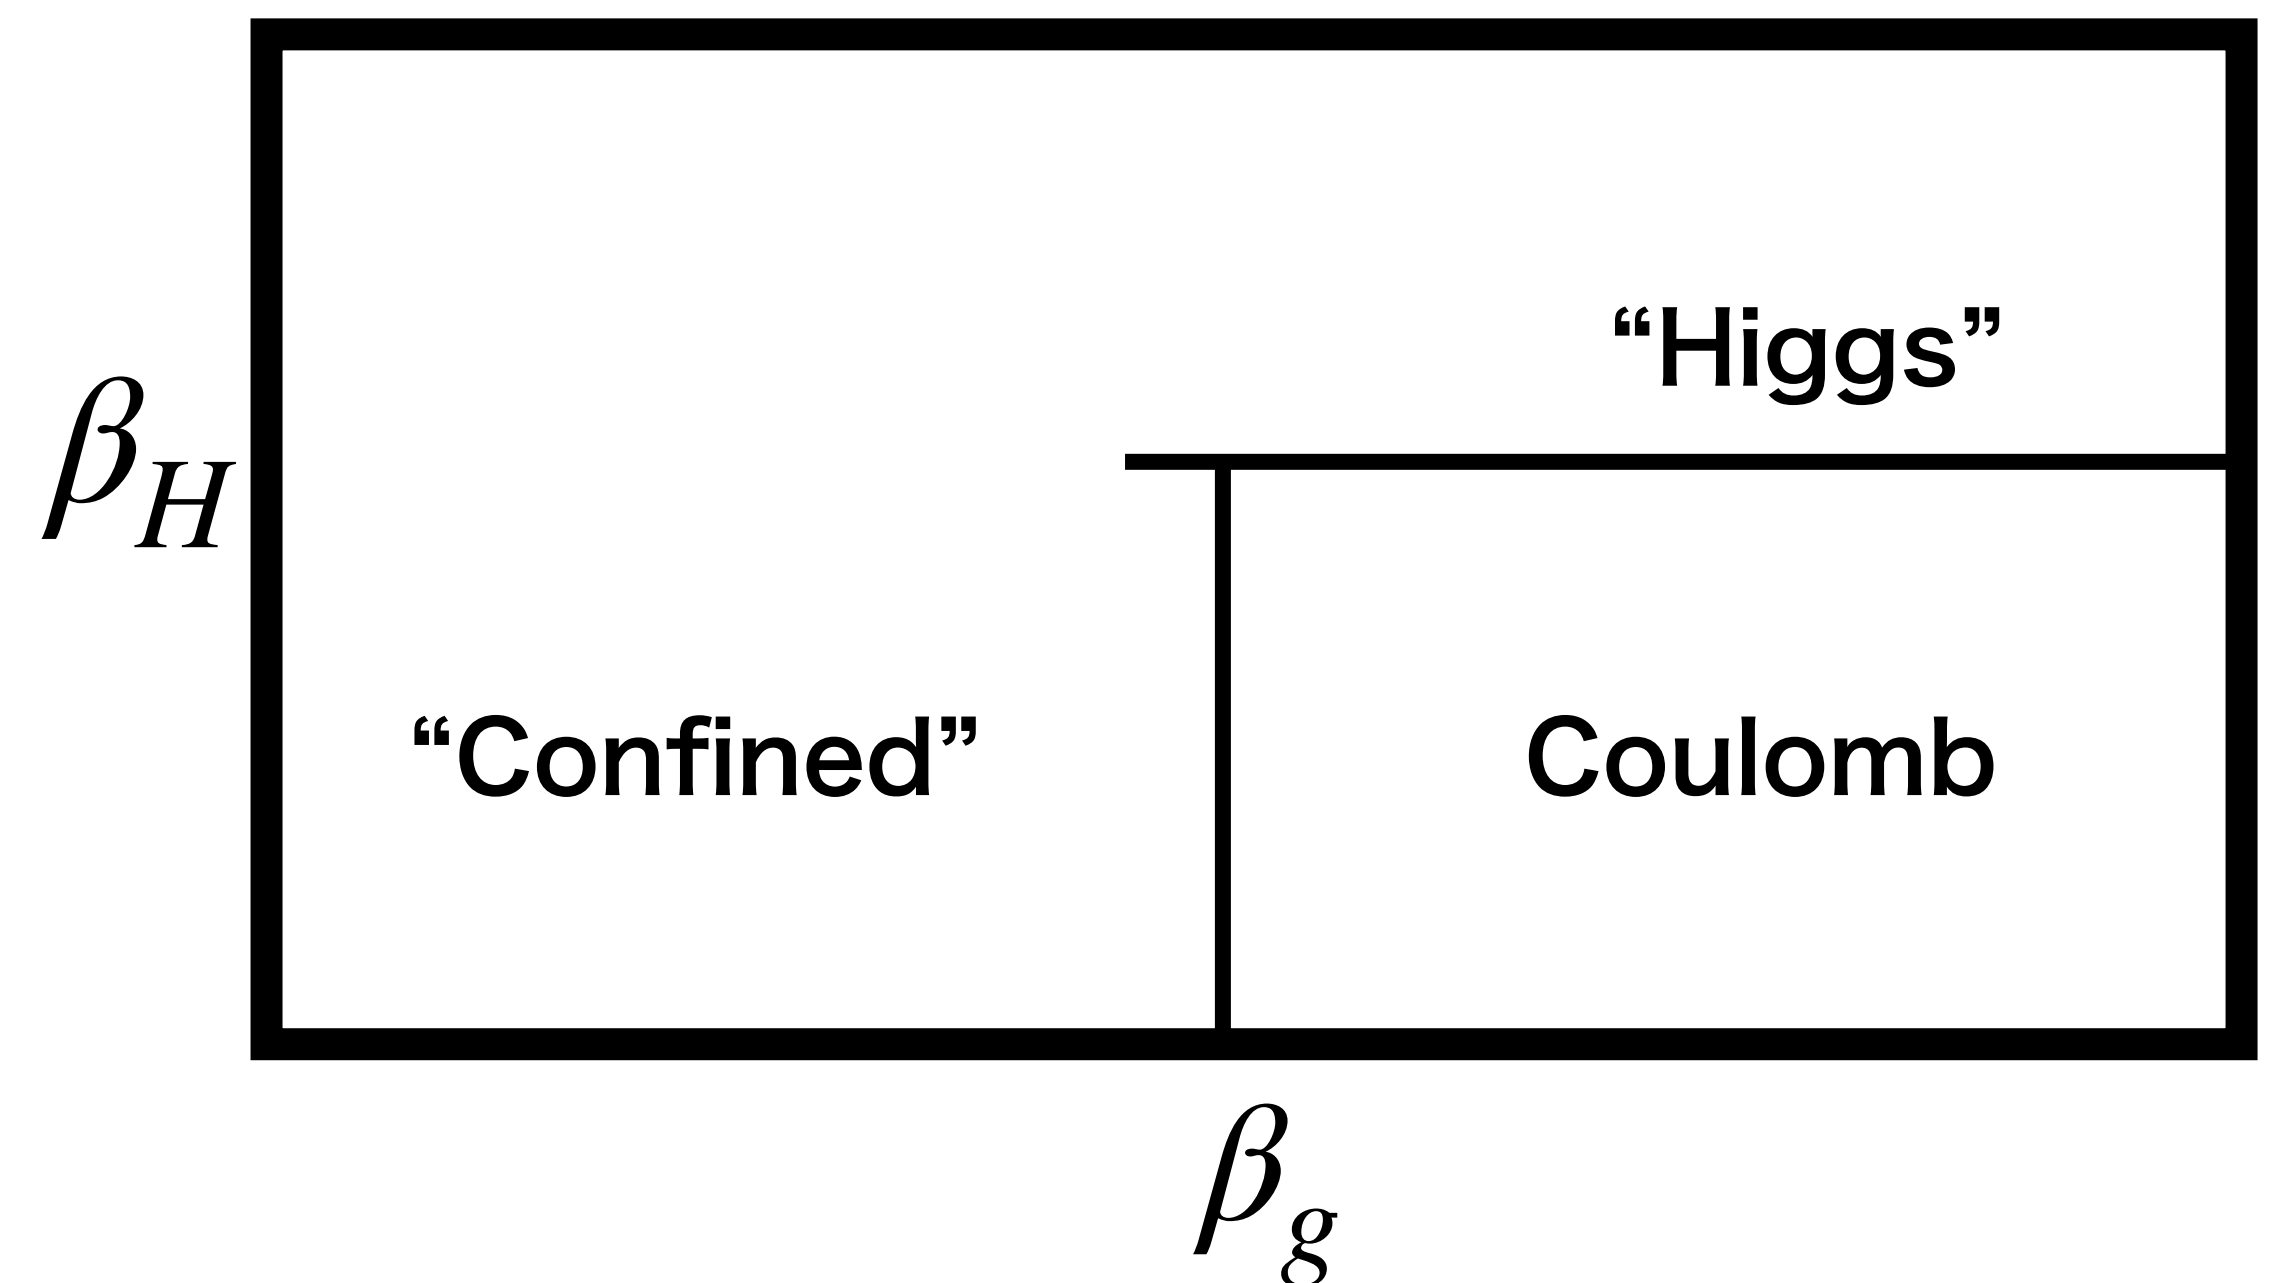 “Higgs”
β_H
“Confined”
Coulomb
β_g